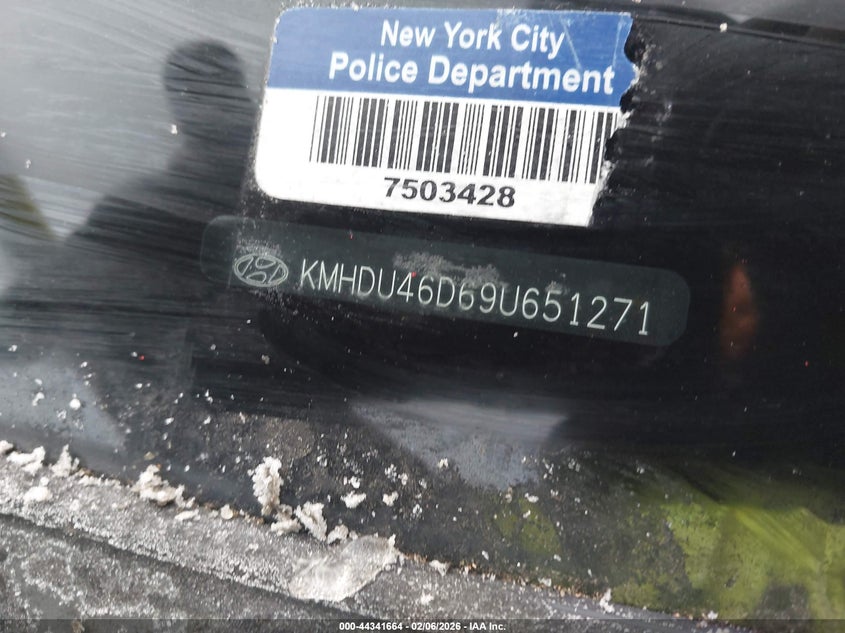 New York City
Police Department
7503428
KMHDU46D69U651271
000-44341664 - 02/06/2026 - IAA Inc.